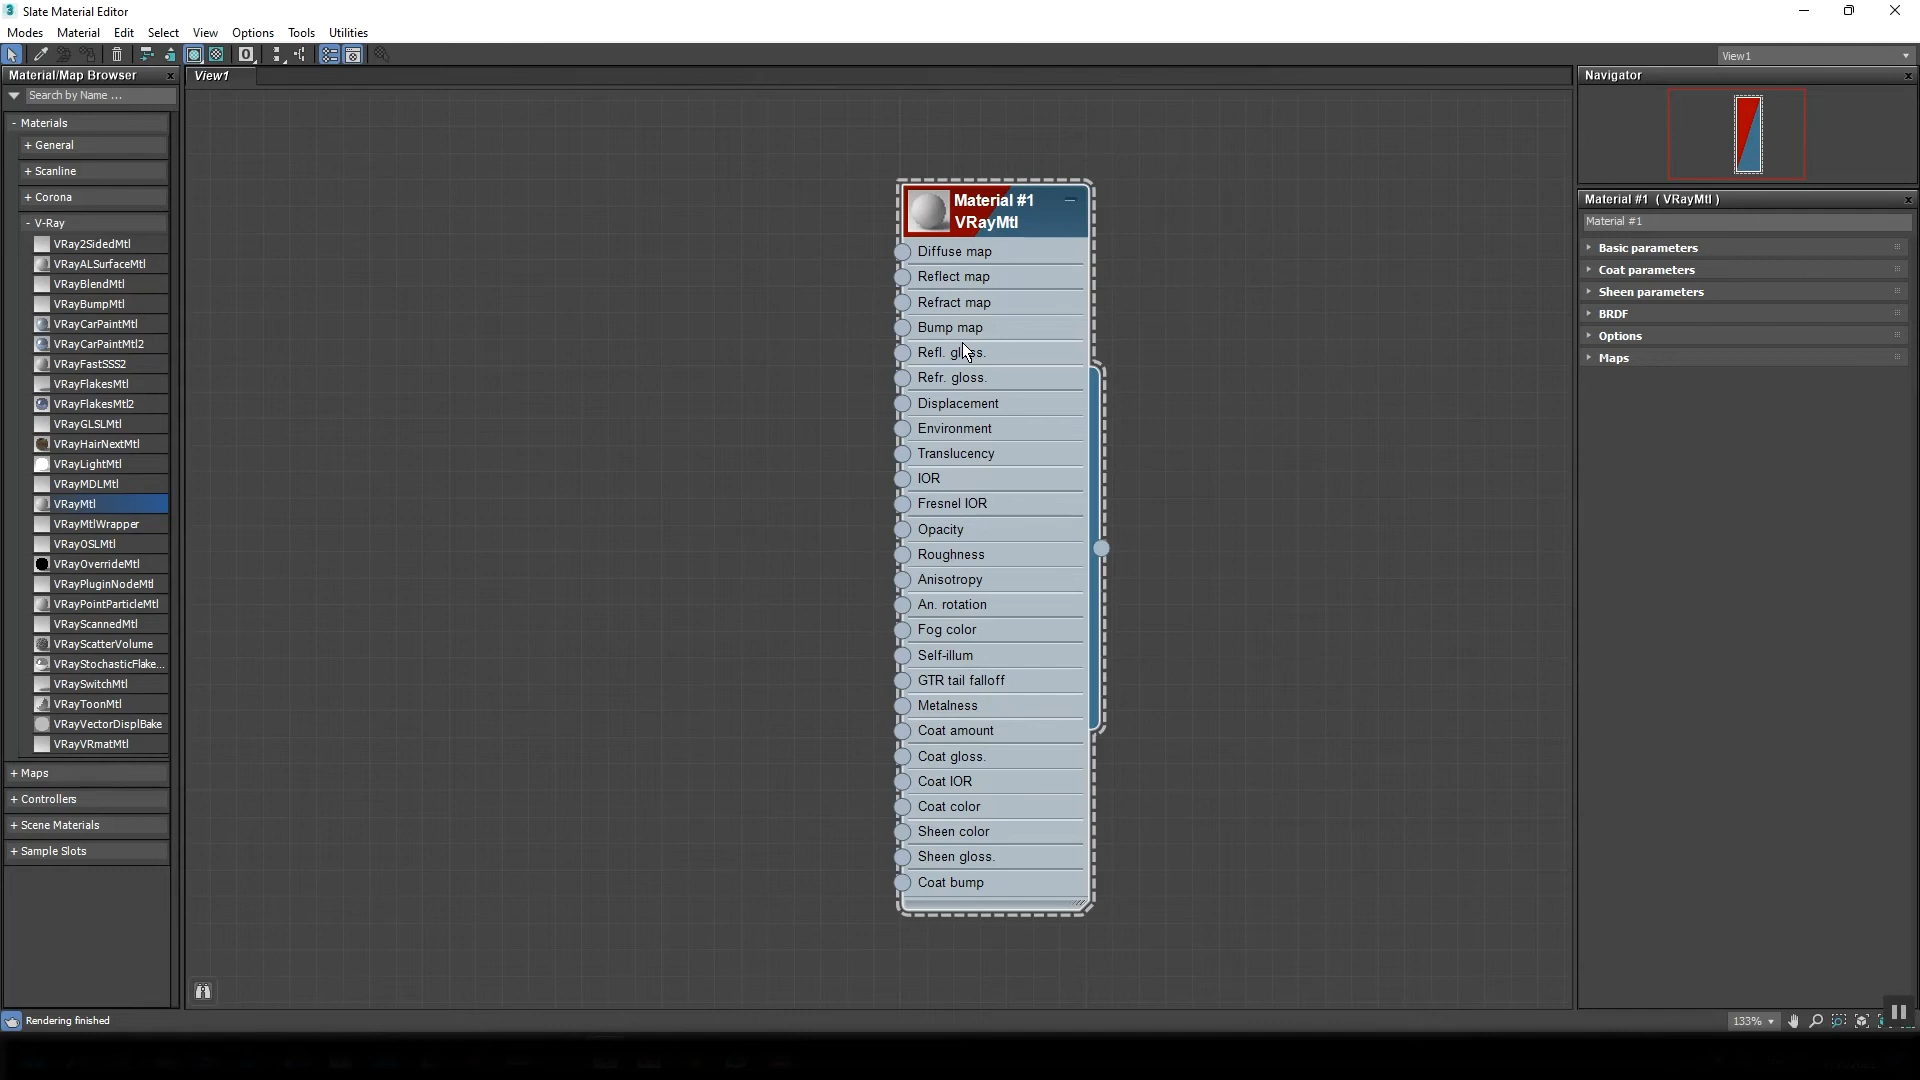 Slate Material Editor
Modes Material Edit Select View Options Tools Utilities
View1
Material/Map Browser
Search by Name ...
- Materials
+ General
+ Scanline
+ Corona
- V-Ray
VRay2SidedMtl
VRayALSurfaceMtl
VRayBlendMtl
VRayBumpMtl
VRayCarPaintMtl
VRayCarPaintMtl2
VRayFastSSS2
VRayFlakesMtl
VRayFlakesMtl2
VRayGLSLMtl
VRayHairNextMtl
VRayLightMtl
VRayMDLMtl
VRayMtl
VRayMtlWrapper
VRayOSLMtl
VRayOverrideMtl
VRayPluginNodeMtl
VRayPointParticleMtl
VRayScannedMtl
VRayScatterVolume
VRayStochasticFlake...
VRaySwitchMtl
VRayToonMtl
VRayVectorDisplBake
VRayVRmatMtl
+ Maps
+ Controllers
+ Scene Materials
+ Sample Slots
View1
Material #1
VRayMtl
Diffuse map
Reflect map
Refract map
Bump map
Refl. gloss.
Refr. gloss.
Displacement
Environment
Translucency
IOR
Fresnel IOR
Opacity
Roughness
Anisotropy
An. rotation
Fog color
Self-illum
GTR tail falloff
Metalness
Coat amount
Coat gloss.
Coat IOR
Coat color
Sheen color
Sheen gloss.
Coat bump
Navigator
Material #1 ( VRayMtl )
Material #1
Basic parameters
Coat parameters
Sheen parameters
BRDF
Options
Maps
Rendering finished
133%